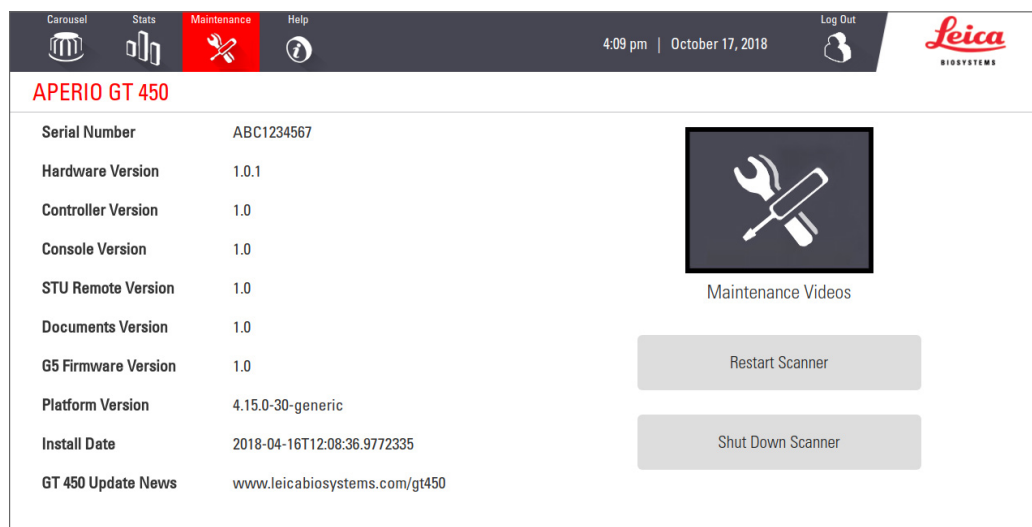 Carousel Stats Maintenance Help Log Out
4:09 pm | October 17, 2018
Leica
BIOSYSTEMS
APERIO GT 450
Serial Number ABC1234567
Hardware Version 1.0.1
Controller Version 1.0
Console Version 1.0
STU Remote Version 1.0
Documents Version 1.0
G5 Firmware Version 1.0
Platform Version 4.15.0-30-generic
Install Date 2018-04-16T12:08:36.9772335
GT 450 Update News www.leicabiosystems.com/gt450
Maintenance Videos
Restart Scanner
Shut Down Scanner